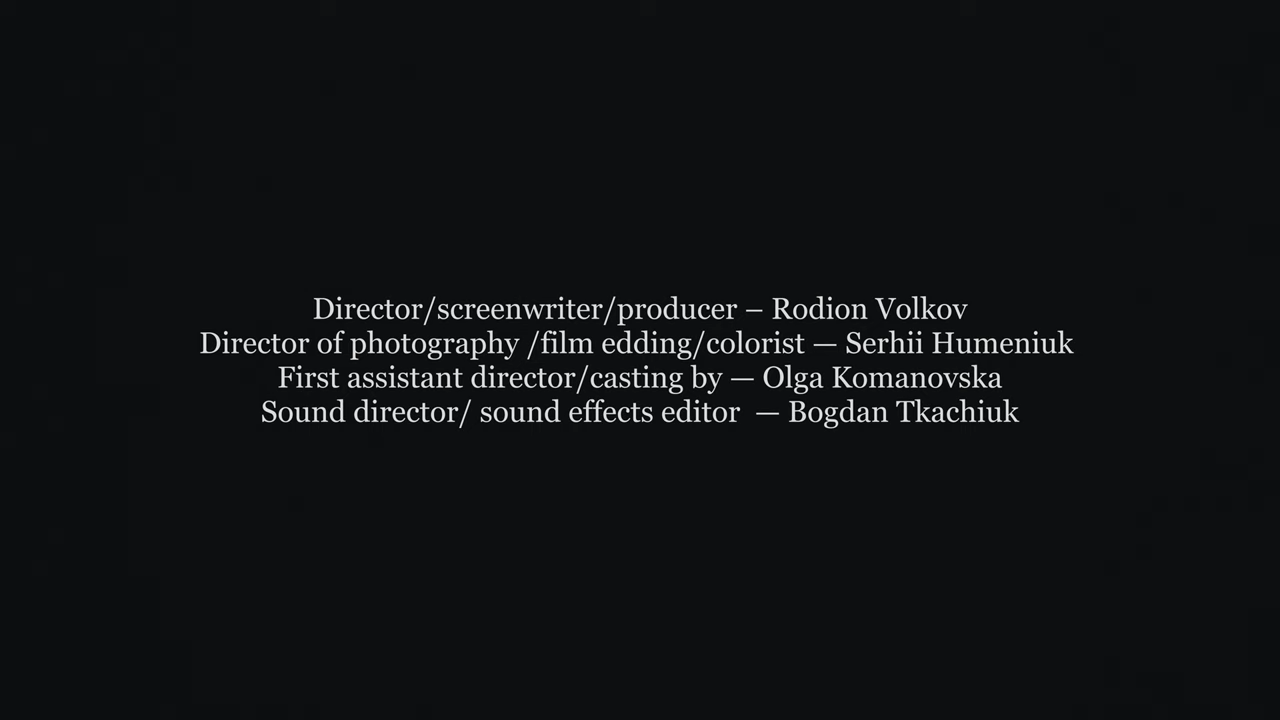 Director/screenwriter/producer – Rodion Volkov
Director of photography /film edding/colorist — Serhii Humeniuk
First assistant director/casting by — Olga Komanovska
Sound director/ sound effects editor  — Bogdan Tkachiuk